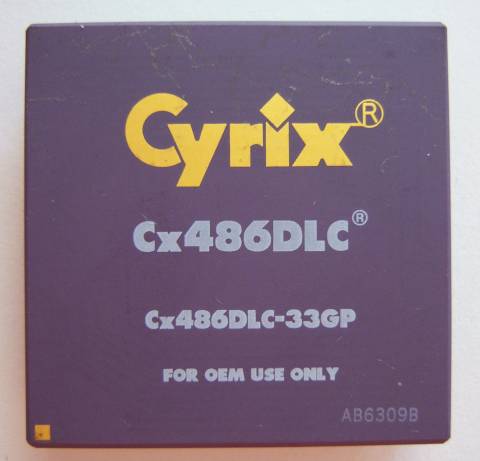 Cyrix®
Cx486DLC®
Cx486DLC-33GP
FOR OEM USE ONLY
AB6309B